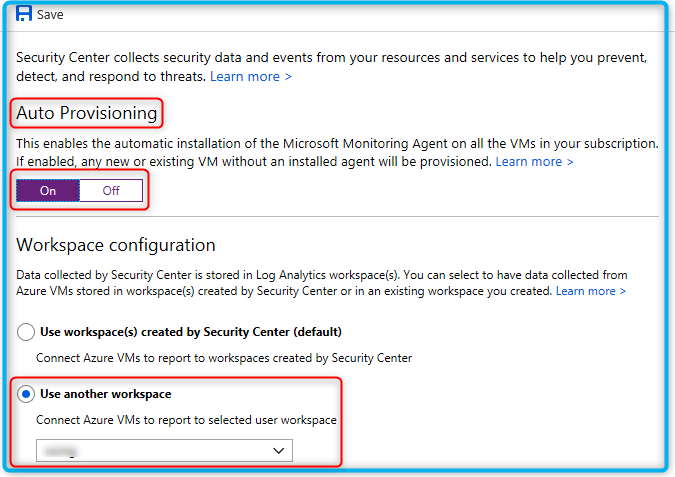 Save
Security Center collects security data and events from your resources and services to help you prevent,
detect, and respond to threats. Learn more >
Auto Provisioning
This enables the automatic installation of the Microsoft Monitoring Agent on all the VMs in your subscription.
If enabled, any new or existing VM without an installed agent will be provisioned. Learn more >
On Off
Workspace configuration
Data collected by Security Center is stored in Log Analytics workspace(s). You can select to have data collected from
Azure VMs stored in workspace(s) created by Security Center or in an existing workspace you created. Learn more >
Use workspace(s) created by Security Center (default)
Connect Azure VMs to report to workspaces created by Security Center
Use another workspace
Connect Azure VMs to report to selected user workspace